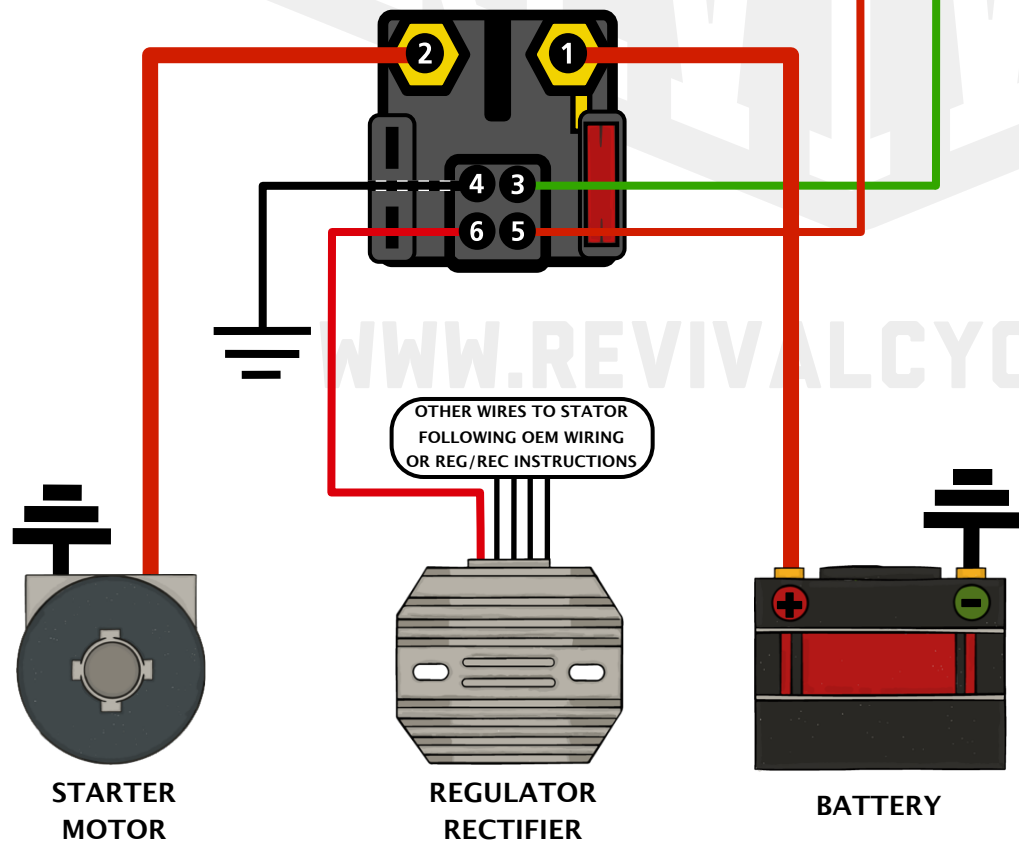 2 1
4 3
6 5
WWW.REVIVALCYC
OTHER WIRES TO STATOR
FOLLOWING OEM WIRING
OR REG/REC INSTRUCTIONS
STARTER
MOTOR
REGULATOR
RECTIFIER
BATTERY